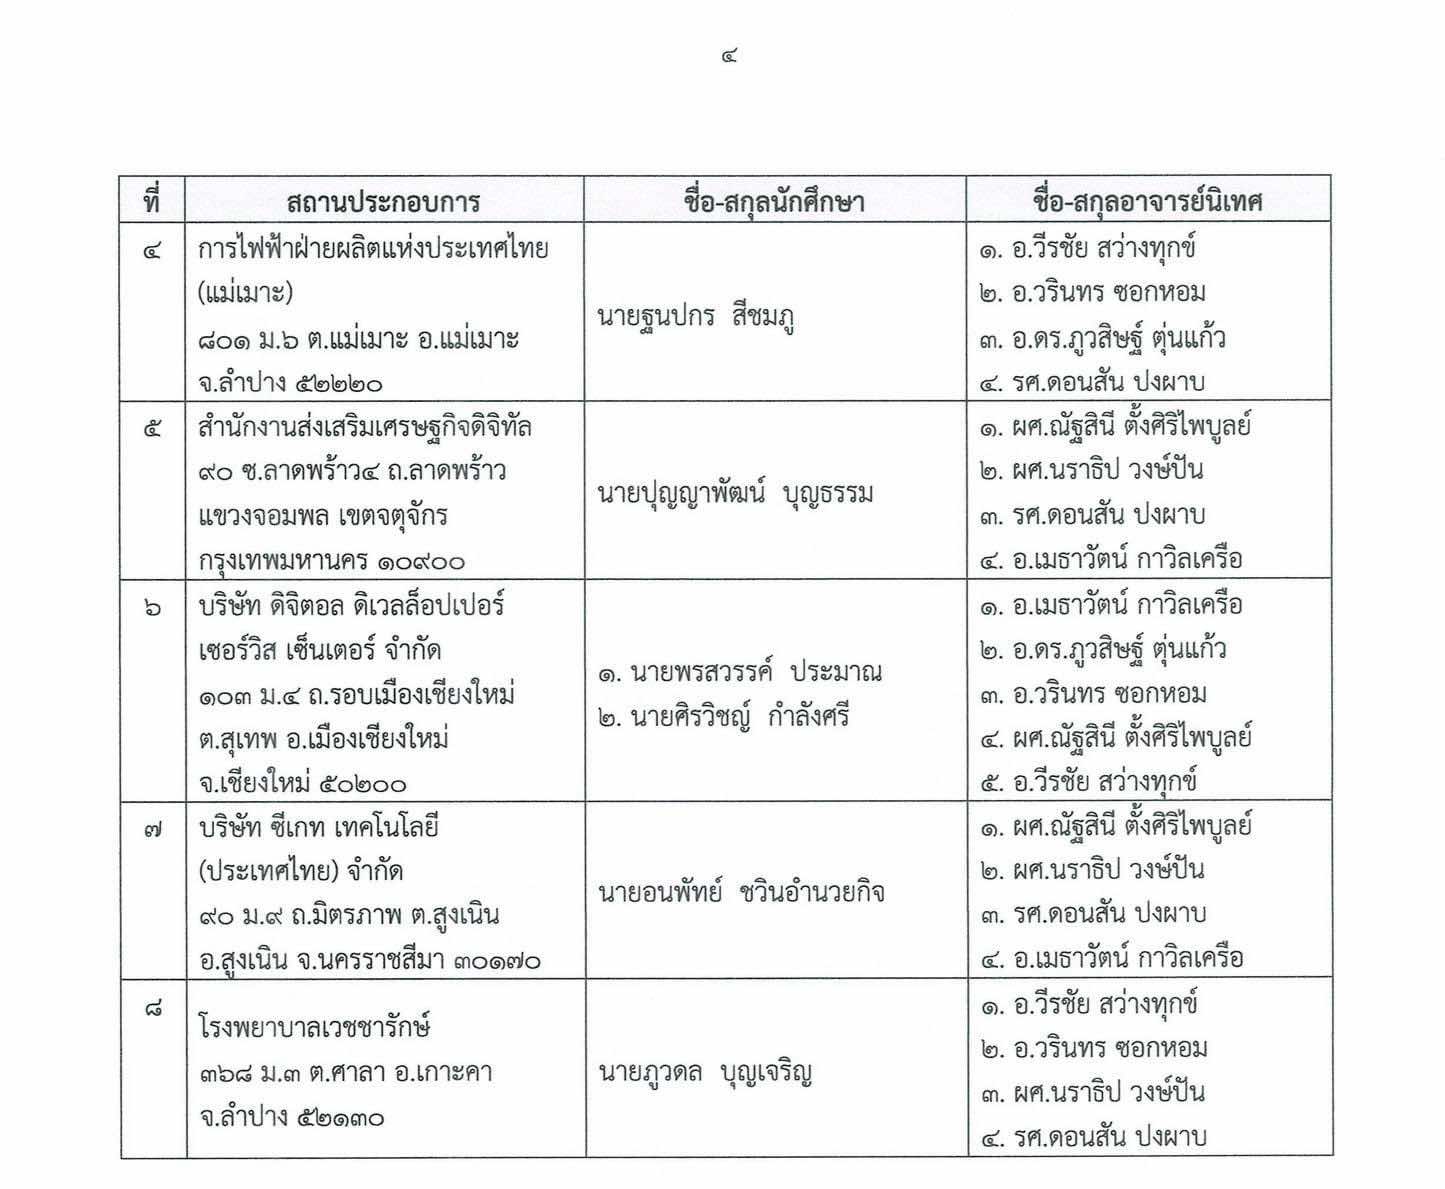 ๔
ที่ สถานประกอบการ ชื่อ-สกุลนักศึกษา ชื่อ-สกุลอาจารย์นิเทศ
๔ การไฟฟ้าฝ่ายผลิตแห่งประเทศไทย
(แม่เมาะ)
๘๐๑ ม.๖ ต.แม่เมาะ อ.แม่เมาะ
จ.ลำปาง ๕๒๒๒๐
นายฐนปกร สีชมภู
๑. อ.วีรชัย สว่างทุกข์
๒. อ.วรินทร ซอกหอม
๓. อ.ดร.ภูวสิษฐ์ ตุ่นแก้ว
๔. รศ.ดอนสัน ปงผาบ
๕ สำนักงานส่งเสริมเศรษฐกิจดิจิทัล
๙๐ ซ.ลาดพร้าว๔ ถ.ลาดพร้าว
แขวงจอมพล เขตจตุจักร
กรุงเทพมหานคร ๑๐๙๐๐
นายปุญญาพัฒน์ บุญธรรม
๑. ผศ.ณัฐสินี ตั้งศิริไพบูลย์
๒. ผศ.นราธิป วงษ์ปัน
๓. รศ.ดอนสัน ปงผาบ
๔. อ.เมธาวัตน์ กาวิลเครือ
๖ บริษัท ดิจิตอล ดิเวลล็อปเปอร์
เซอร์วิส เซ็นเตอร์ จำกัด
๑๐๓ ม.๔ ถ.รอบเมืองเชียงใหม่
ต.สุเทพ อ.เมืองเชียงใหม่
จ.เชียงใหม่ ๕๐๒๐๐
๑. นายพรสวรรค์ ประมาณ
๒. นายศิรวิชญ์ กำลังศรี
๑. อ.เมธาวัตน์ กาวิลเครือ
๒. อ.ดร.ภูวสิษฐ์ ตุ่นแก้ว
๓. อ.วรินทร ซอกหอม
๔. ผศ.ณัฐสินี ตั้งศิริไพบูลย์
๕. อ.วีรชัย สว่างทุกข์
๗ บริษัท ซีเกท เทคโนโลยี
(ประเทศไทย) จำกัด
๙๐ ม.๙ ถ.มิตรภาพ ต.สูงเนิน
อ.สูงเนิน จ.นครราชสีมา ๓๐๑๗๐
นายอนพัทย์ ชวินอำนวยกิจ
๑. ผศ.ณัฐสินี ตั้งศิริไพบูลย์
๒. ผศ.นราธิป วงษ์ปัน
๓. รศ.ดอนสัน ปงผาบ
๔. อ.เมธาวัตน์ กาวิลเครือ
๘ โรงพยาบาลเวชชารักษ์
๓๖๘ ม.๓ ต.ศาลา อ.เกาะคา
จ.ลำปาง ๕๒๑๓๐
นายภูวดล บุญเจริญ
๑. อ.วีรชัย สว่างทุกข์
๒. อ.วรินทร ซอกหอม
๓. ผศ.นราธิป วงษ์ปัน
๔. รศ.ดอนสัน ปงผาบ